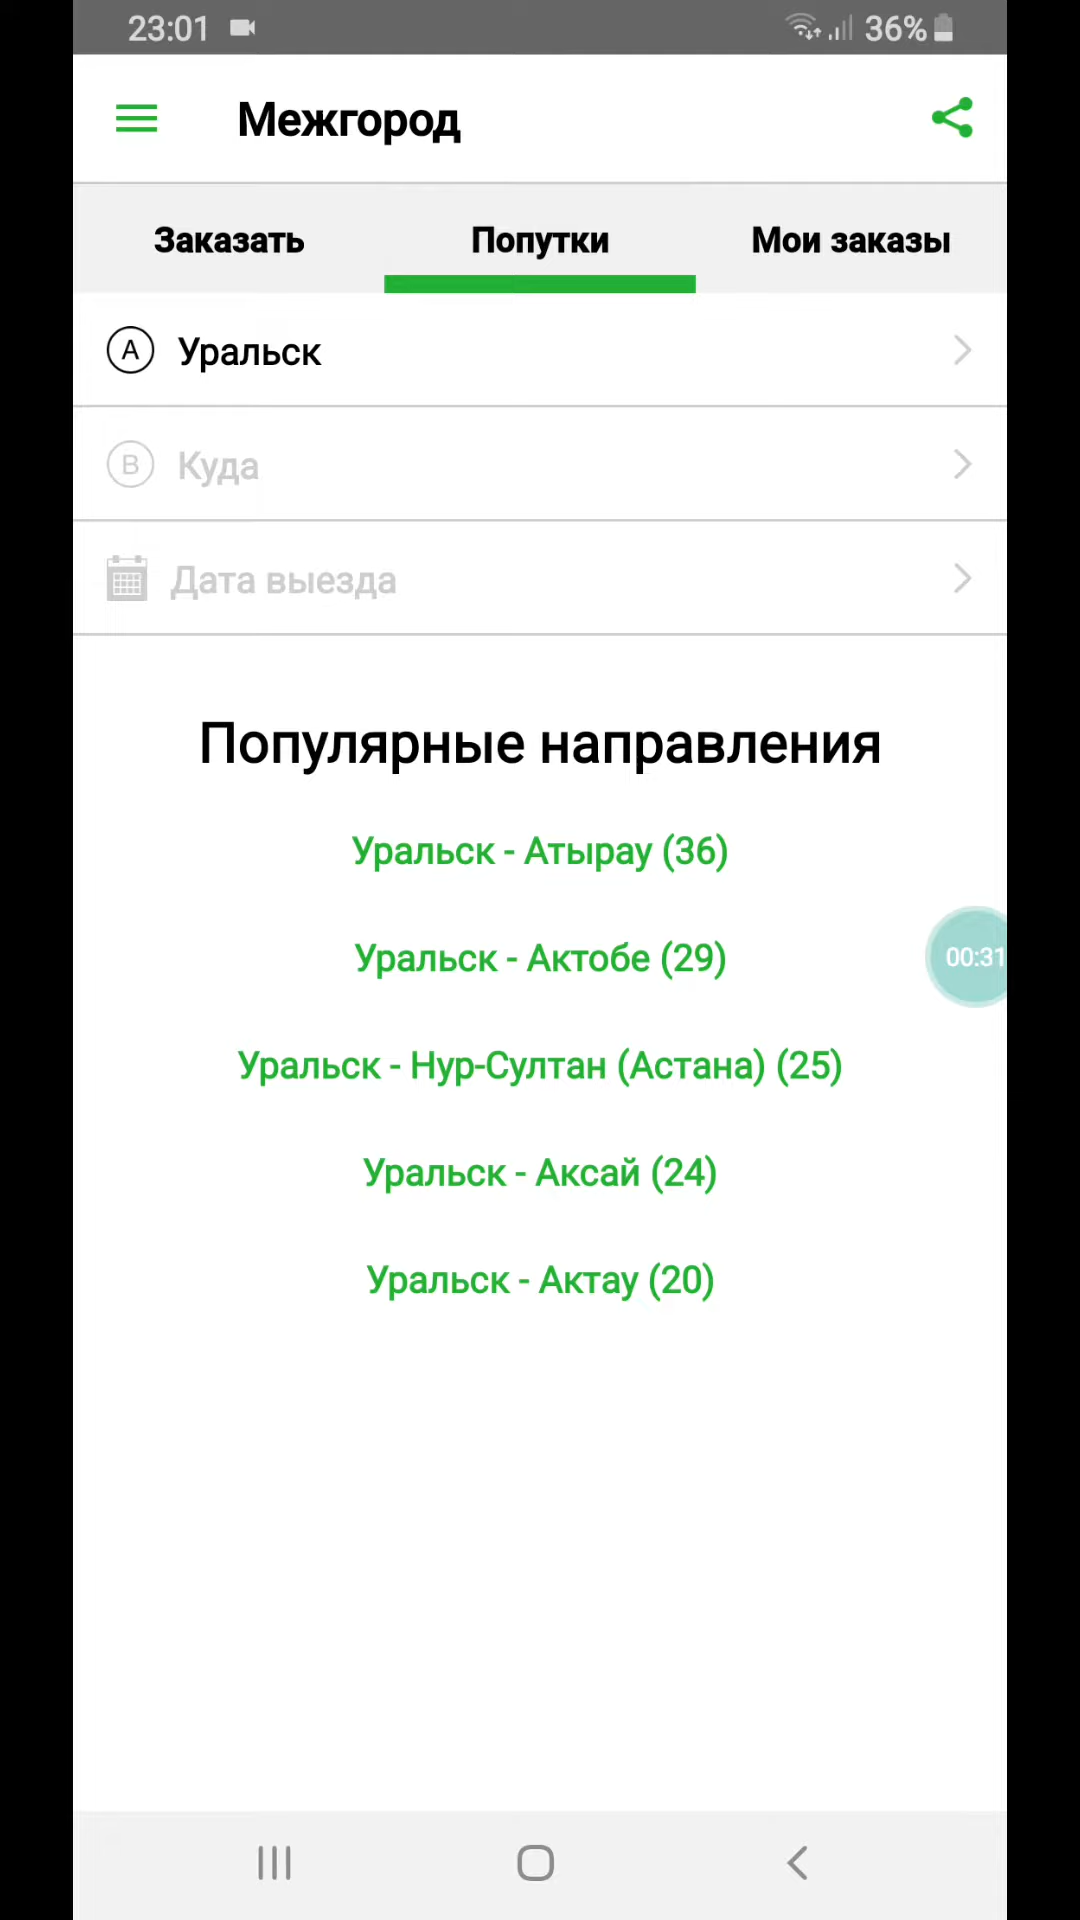 23:01
36%
Межгород
Заказать Попутки Мои заказы
A Уральск
B Куда
Дата выезда
Популярные направления
Уральск - Атырау (36)
Уральск - Актобе (29)
00:31
Уральск - Нур-Султан (Астана) (25)
Уральск - Аксай (24)
Уральск - Актау (20)